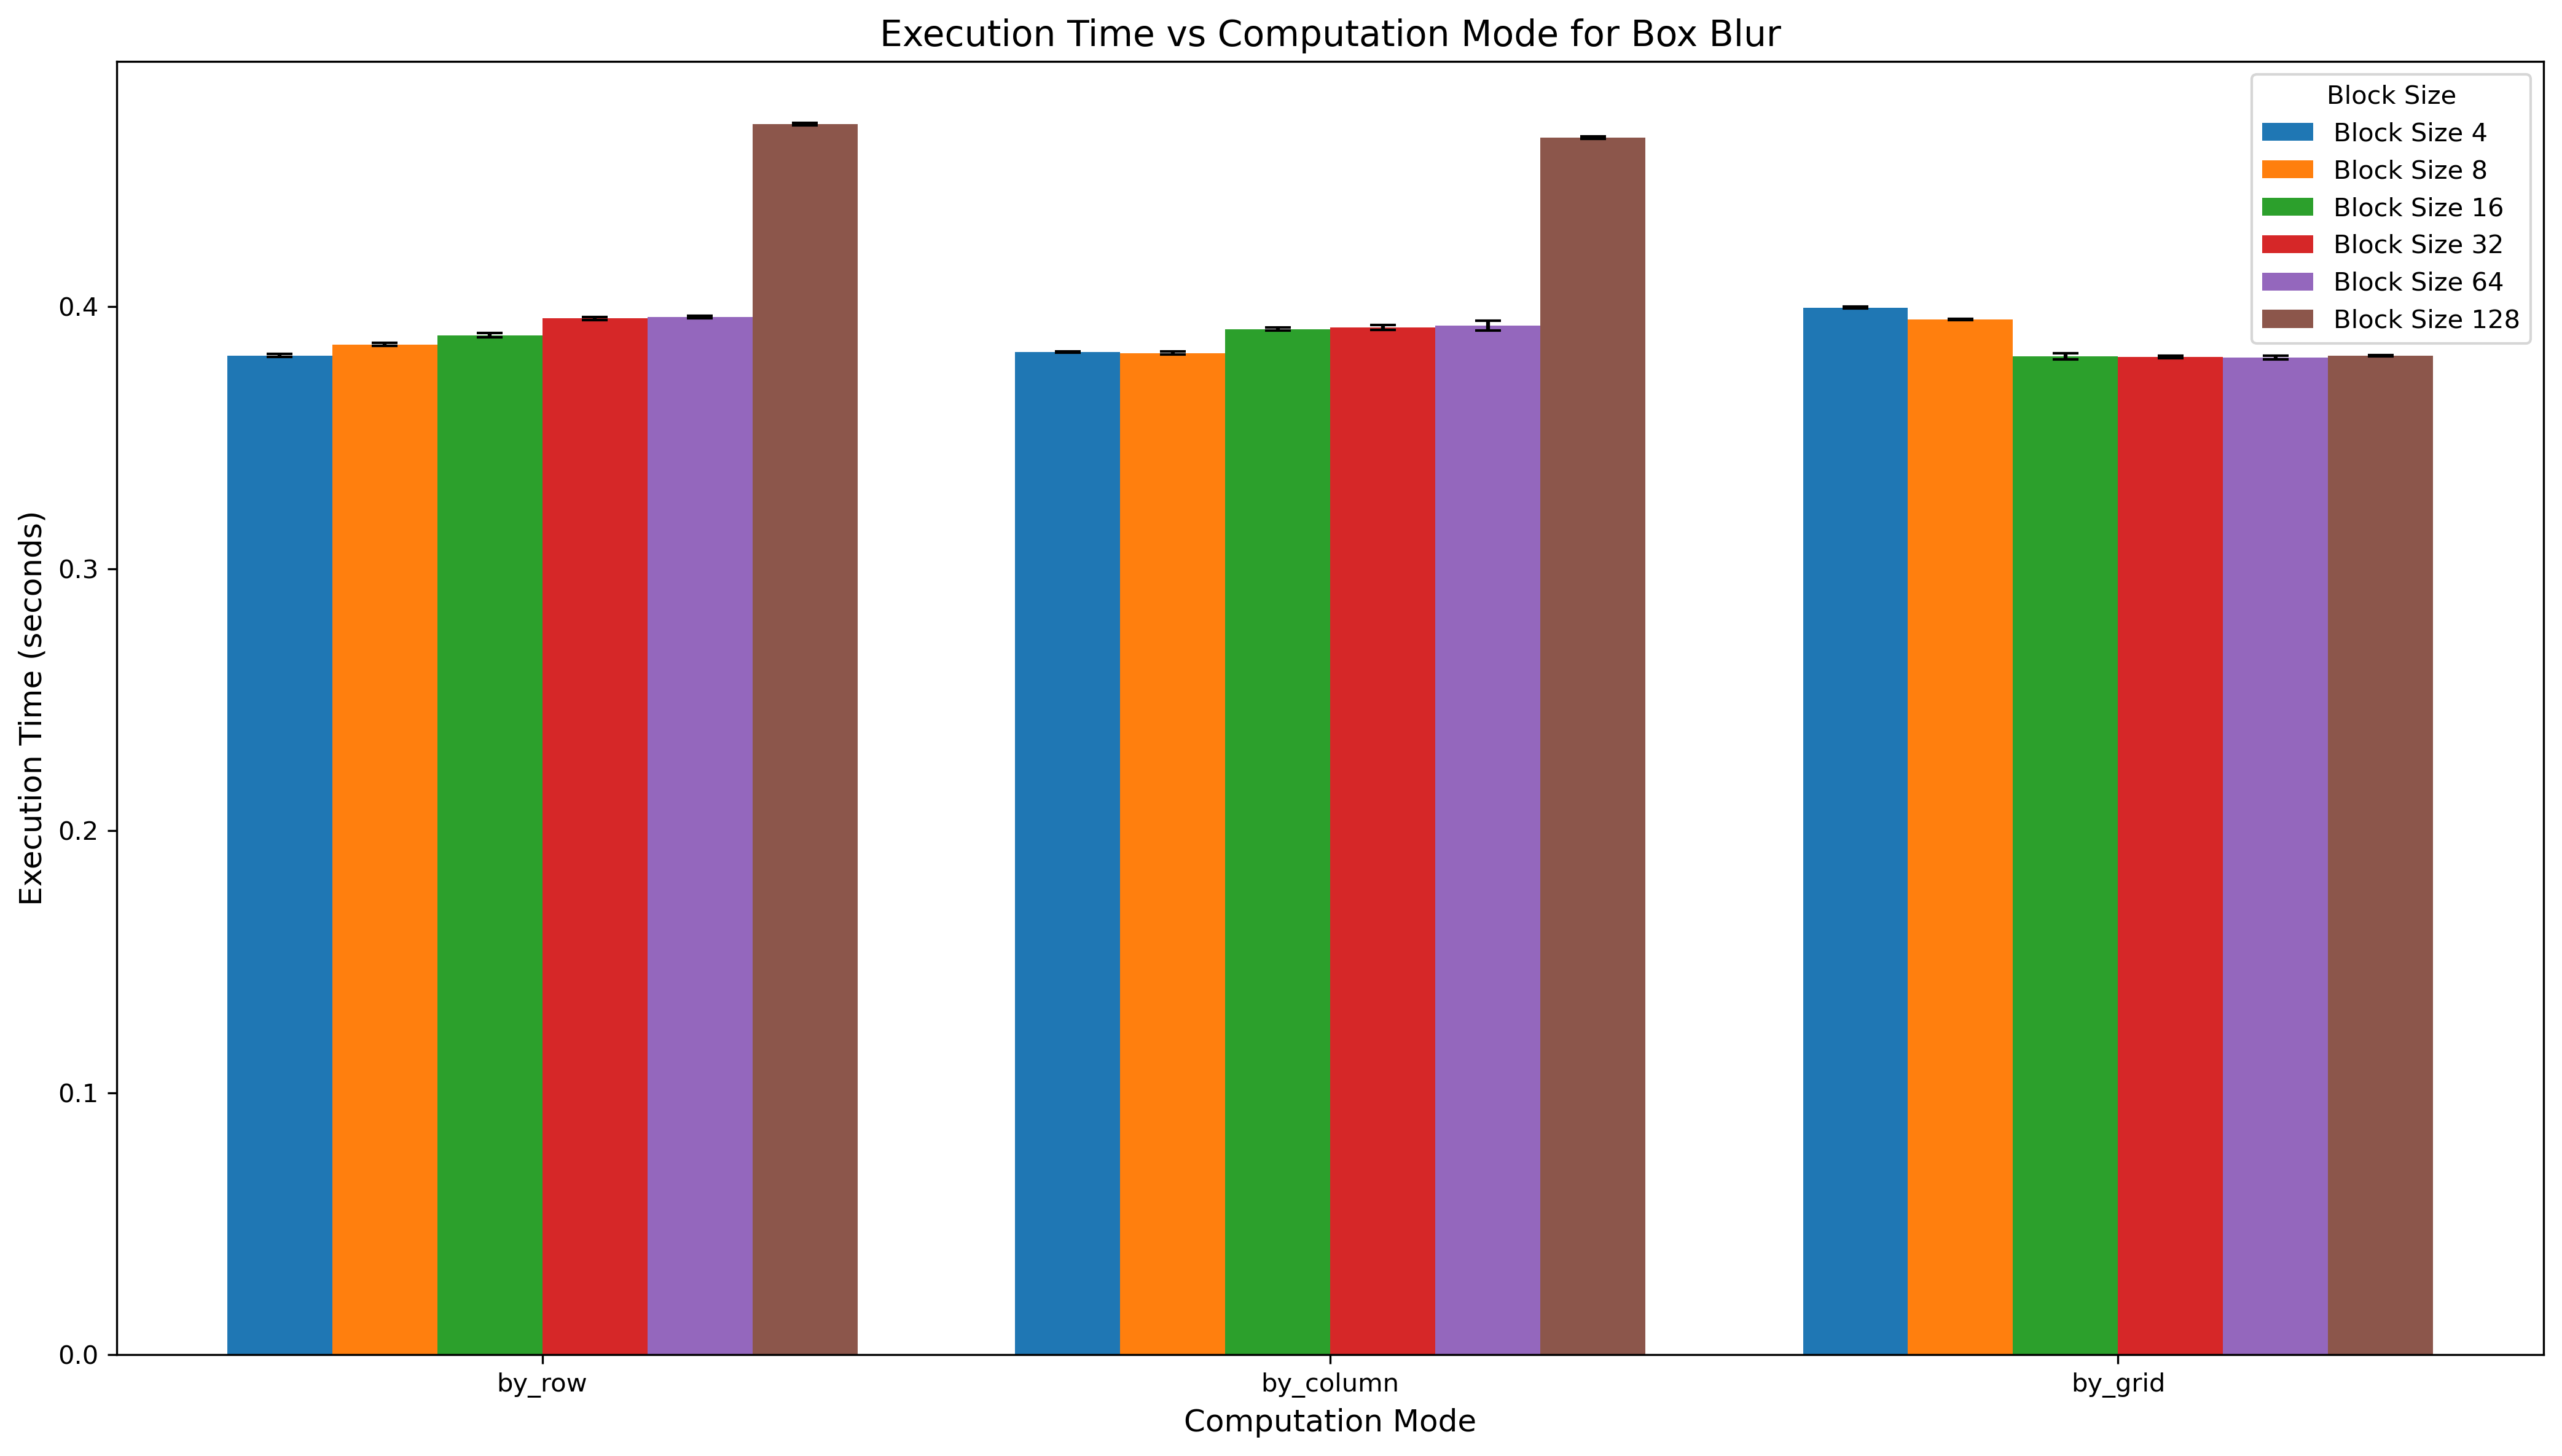 Execution Time vs Computation Mode for Box Blur
Block Size
Block Size 4
Block Size 8
Block Size 16
Block Size 32
Block Size 64
Block Size 128
Execution Time (seconds)
0.4
0.3
0.2
0.1
0.0
by_row
by_column
by_grid
Computation Mode